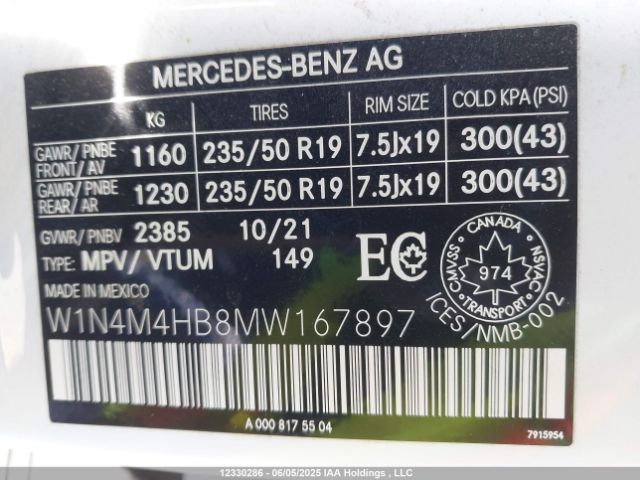 MERCEDES-BENZ AG
KG TIRES RIM SIZE COLD KPA(PSI)
GAWR/ PNBE FRONT/ AV 1160 235/50 R19 7.5Jx19 300(43)
GAWR/ PNBE REAR/ AR 1230 235/50 R19 7.5Jx19 300(43)
GVWR/ PNBV 2385 10/21
TYPE: MPV/ VTUM 149
EC
CANADA
CMVSS NSVAC
974
TRANSPORT
ICES/NMB-002
MADE IN MEXICO
W1N4M4HB8MW167897
A 000 817 55 04
7915954
12330286 - 06/05/2025 IAA Holdings , LLC